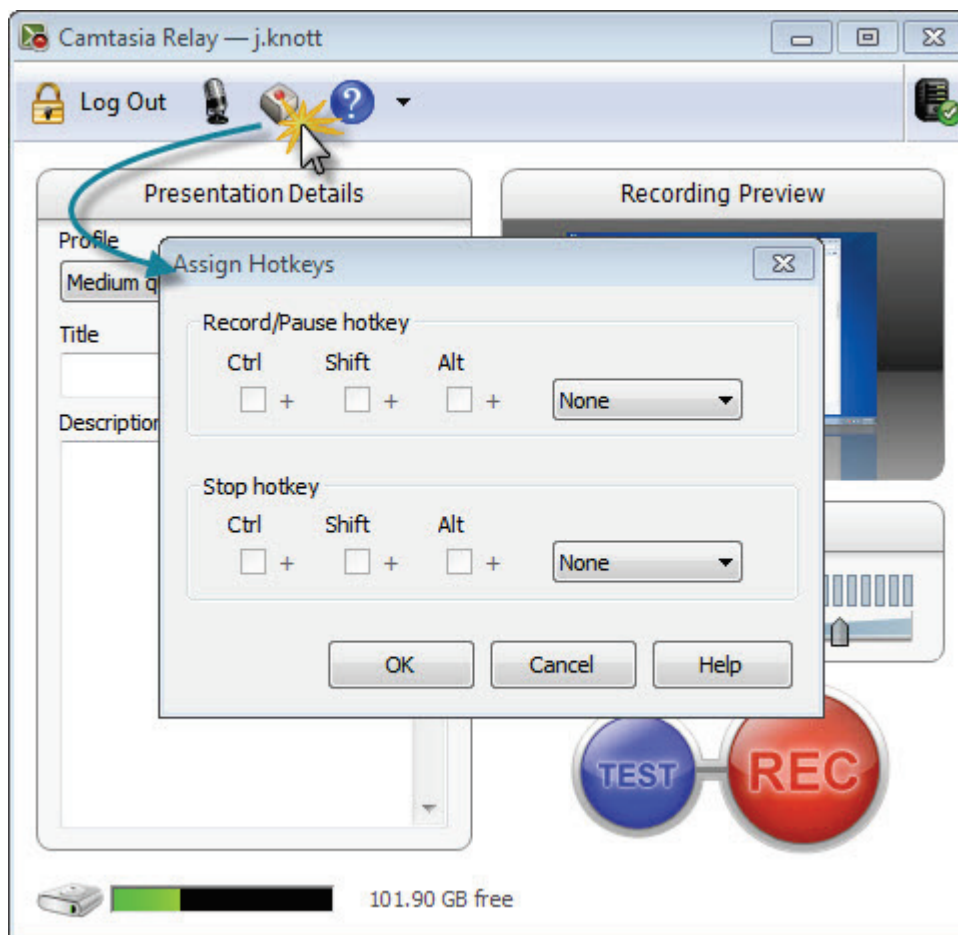 Camtasia Relay — j.knott
Log Out
Presentation Details
Recording Preview
Profile
Medium q
Title
Description
Assign Hotkeys
Record/Pause hotkey
Ctrl Shift Alt
+ + + None
Stop hotkey
Ctrl Shift Alt
+ + + None
OK Cancel Help
TEST REC
101.90 GB free